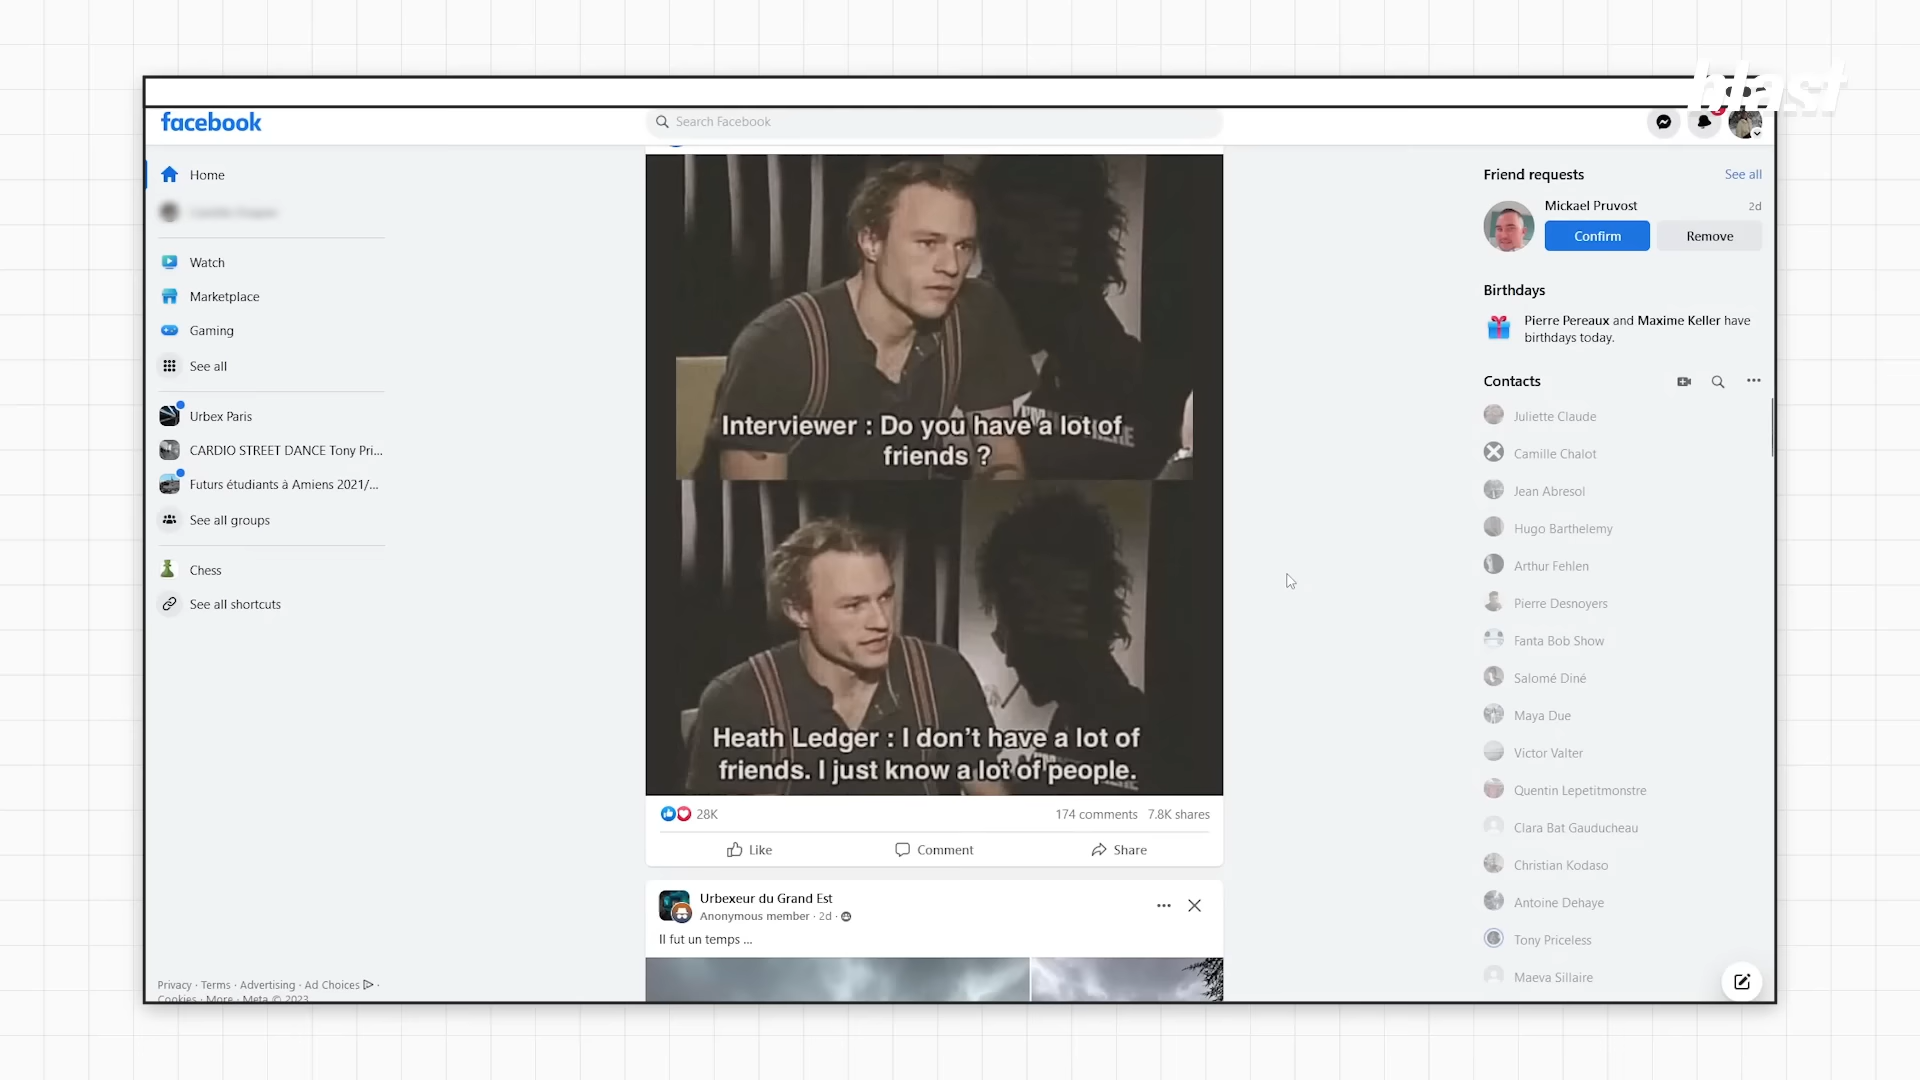 blast
facebook
Search Facebook
Home
Watch
Marketplace
Gaming
See all
Urbex Paris
CARDIO STREET DANCE Tony Pri...
Futurs étudiants à Amiens 2021/...
See all groups
Chess
See all shortcuts
Privacy · Terms · Advertising · Ad Choices ·
Cookies · More · Meta © 2023
Interviewer : Do you have a lot of
friends ?
Heath Ledger : I don't have a lot of
friends. I just know a lot of people.
28K
174 comments 7.8K shares
Like Comment Share
Urbexeur du Grand Est
Anonymous member · 2d ·
Il fut un temps ...
Friend requests See all
Mickael Pruvost 2d
Confirm Remove
Birthdays
Pierre Pereaux and Maxime Keller have
birthdays today.
Contacts
Juliette Claude
Camille Chalot
Jean Abresol
Hugo Barthelemy
Arthur Fehlen
Pierre Desnoyers
Fanta Bob Show
Salomé Diné
Maya Due
Victor Valter
Quentin Lepetitmonstre
Clara Bat Gauducheau
Christian Kodaso
Antoine Dehaye
Tony Priceless
Maeva Sillaire